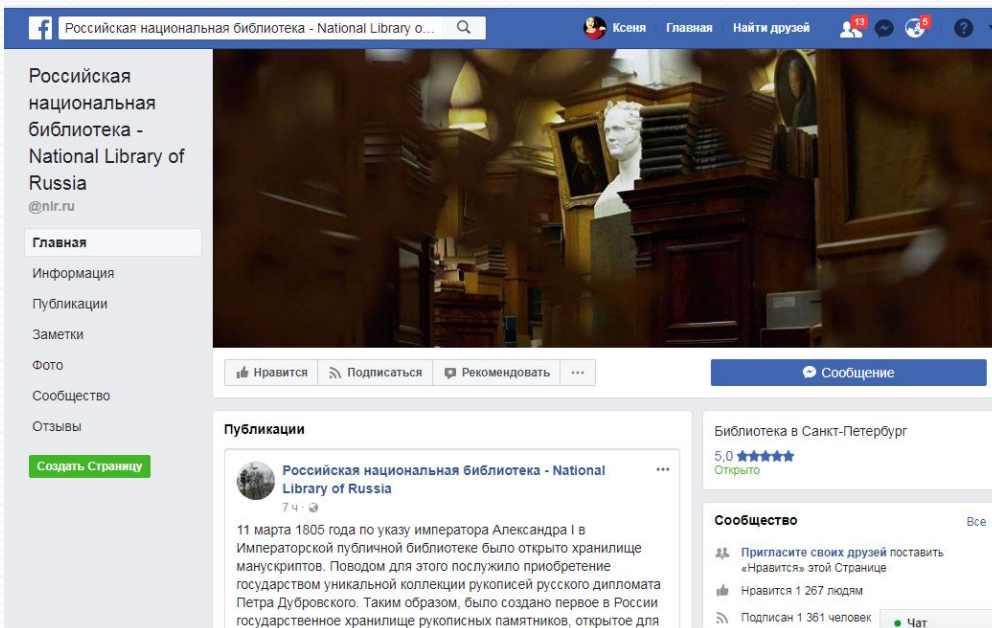 Российская национальная библиотека - National Library o...
Ксеня
Главная
Найти друзей
13
5
?
Российская
национальная
библиотека -
National Library of
Russia
@nlr.ru
Главная
Информация
Публикации
Заметки
Фото
Сообщество
Отзывы
Создать Страницу
Нравится
Подписаться
Рекомендовать
...
Сообщение
Публикации
Российская национальная библиотека - National
Library of Russia
...
7 ч ·
11 марта 1805 года по указу императора Александра I в
Императорской публичной библиотеке было открыто хранилище
манускриптов. Поводом для этого послужило приобретение
государством уникальной коллекции рукописей русского дипломата
Петра Дубровского. Таким образом, было создано первое в России
государственное хранилище рукописных памятников, открытое для
Библиотека в Санкт-Петербург
5,0 ★★★★★
Открыто
Сообщество
Все
Пригласите своих друзей поставить
«Нравится» этой Странице
Нравится 1 267 людям
Подписан 1 361 человек
Чат